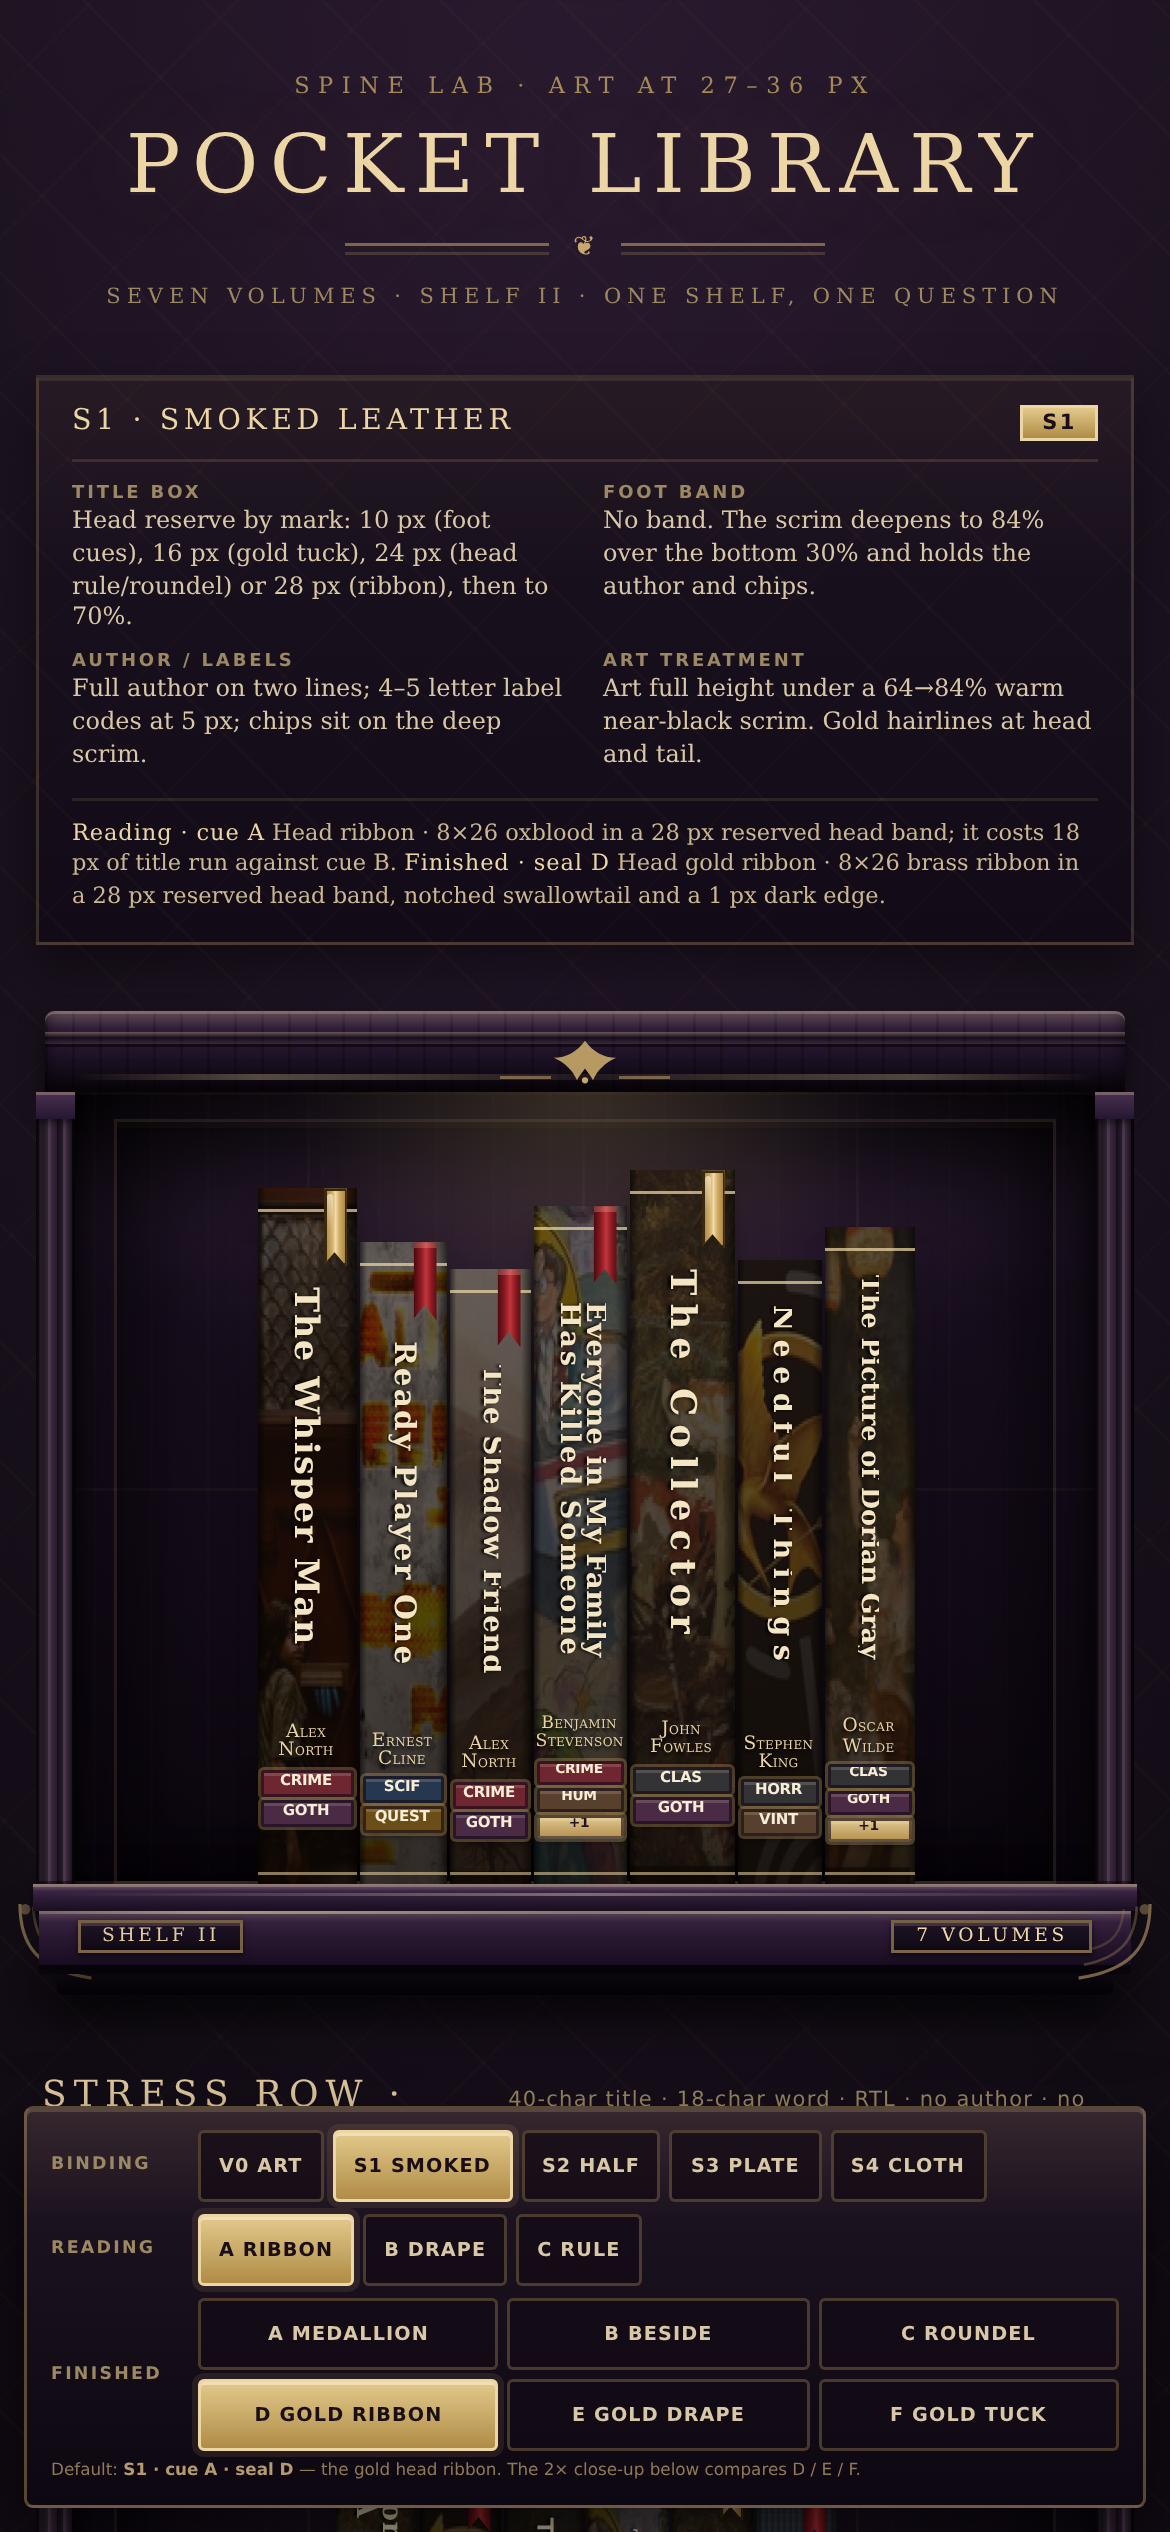 SPINE LAB · ART AT 27–36 PX
POCKET LIBRARY
SEVEN VOLUMES · SHELF II · ONE SHELF, ONE QUESTION
S1 · SMOKED LEATHER
S1
TITLE BOX
Head reserve by mark: 10 px (foot
cues), 16 px (gold tuck), 24 px (head
rule/roundel) or 28 px (ribbon), then to
70%.
FOOT BAND
No band. The scrim deepens to 84%
over the bottom 30% and holds the
author and chips.
AUTHOR / LABELS
Full author on two lines; 4–5 letter label
codes at 5 px; chips sit on the deep
scrim.
ART TREATMENT
Art full height under a 64→84% warm
near-black scrim. Gold hairlines at head
and tail.
Reading · cue A Head ribbon · 8×26 oxblood in a 28 px reserved head band; it costs 18
px of title run against cue B. Finished · seal D Head gold ribbon · 8×26 brass ribbon in
a 28 px reserved head band, notched swallowtail and a 1 px dark edge.
The Whisper Man
ALEX
NORTH
CRIME
GOTH
Ready Player One
ERNEST
CLINE
SCIF
QUEST
The Shadow Friend
ALEX
NORTH
CRIME
GOTH
Everyone in My Family
Has Killed Someone
BENJAMIN
STEVENSON
CRIME
HUM
+1
The Collector
JOHN
FOWLES
CLAS
GOTH
Needful Things
STEPHEN
KING
HORR
VINT
The Picture of Dorian Gray
OSCAR
WILDE
CLAS
GOTH
+1
SHELF II
7 VOLUMES
STRESS ROW ·
40-char title · 18-char word · RTL · no author · no
BINDING
V0 ART
S1 SMOKED
S2 HALF
S3 PLATE
S4 CLOTH
READING
A RIBBON
B DRAPE
C RULE
FINISHED
A MEDALLION
B BESIDE
C ROUNDEL
D GOLD RIBBON
E GOLD DRAPE
F GOLD TUCK
Default: S1 · cue A · seal D — the gold head ribbon. The 2× close-up below compares D / E / F.